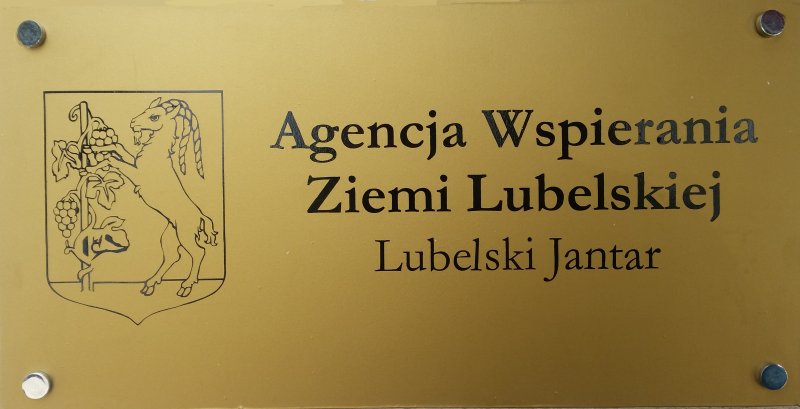 Agencja Wspierania
Ziemi Lubelskiej
Lubelski Jantar